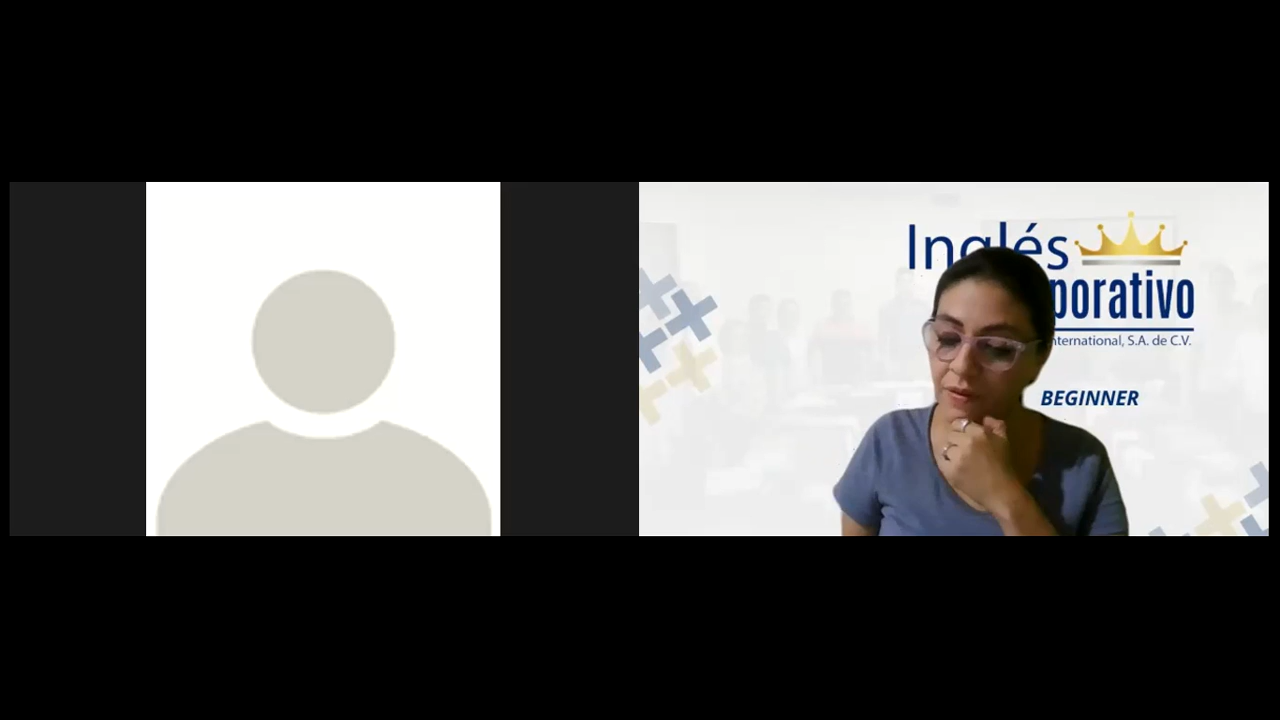 Inglés
porativo
nternational, S.A. de C.V.
BEGINNER